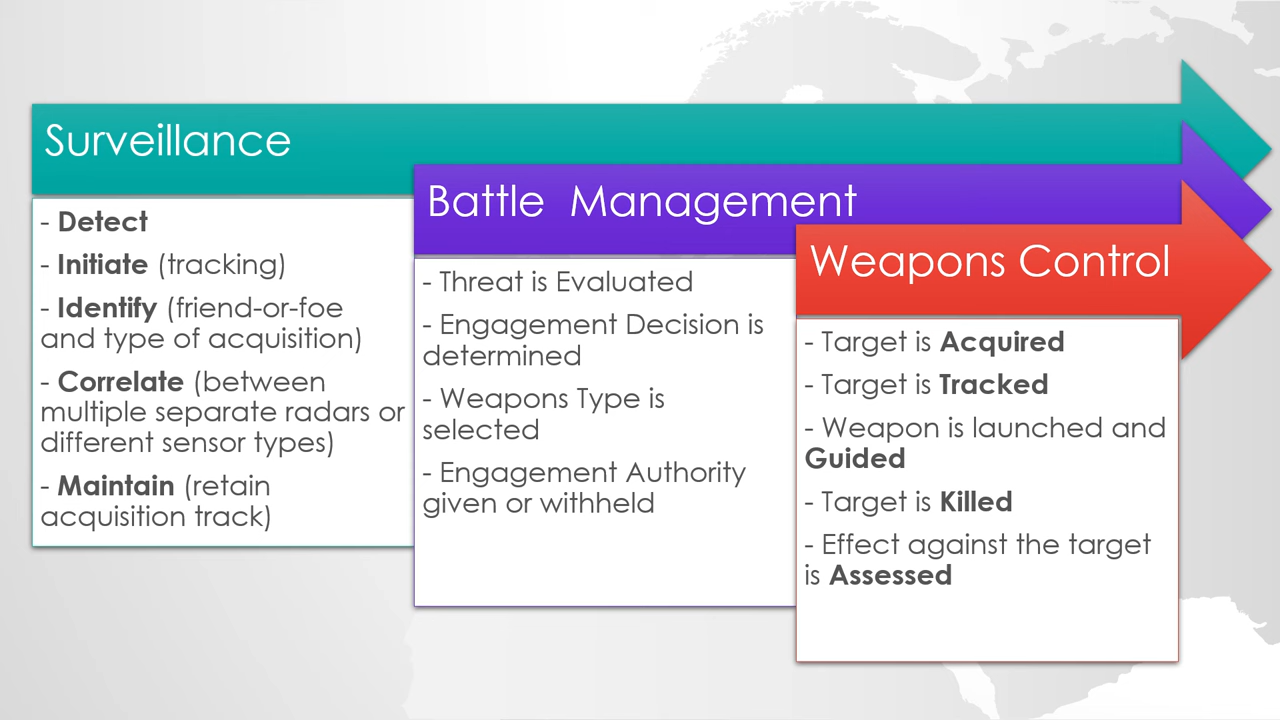 Surveillance
- Detect
- Initiate (tracking)
- Identify (friend-or-foe
and type of acquisition)
- Correlate (between
multiple separate radars or
different sensor types)
- Maintain (retain
acquisition track)
Battle  Management
- Threat is Evaluated
- Engagement Decision is
determined
- Weapons Type is
selected
- Engagement Authority
given or withheld
Weapons Control
- Target is Acquired
- Target is Tracked
- Weapon is launched and
Guided
- Target is Killed
- Effect against the target
is Assessed